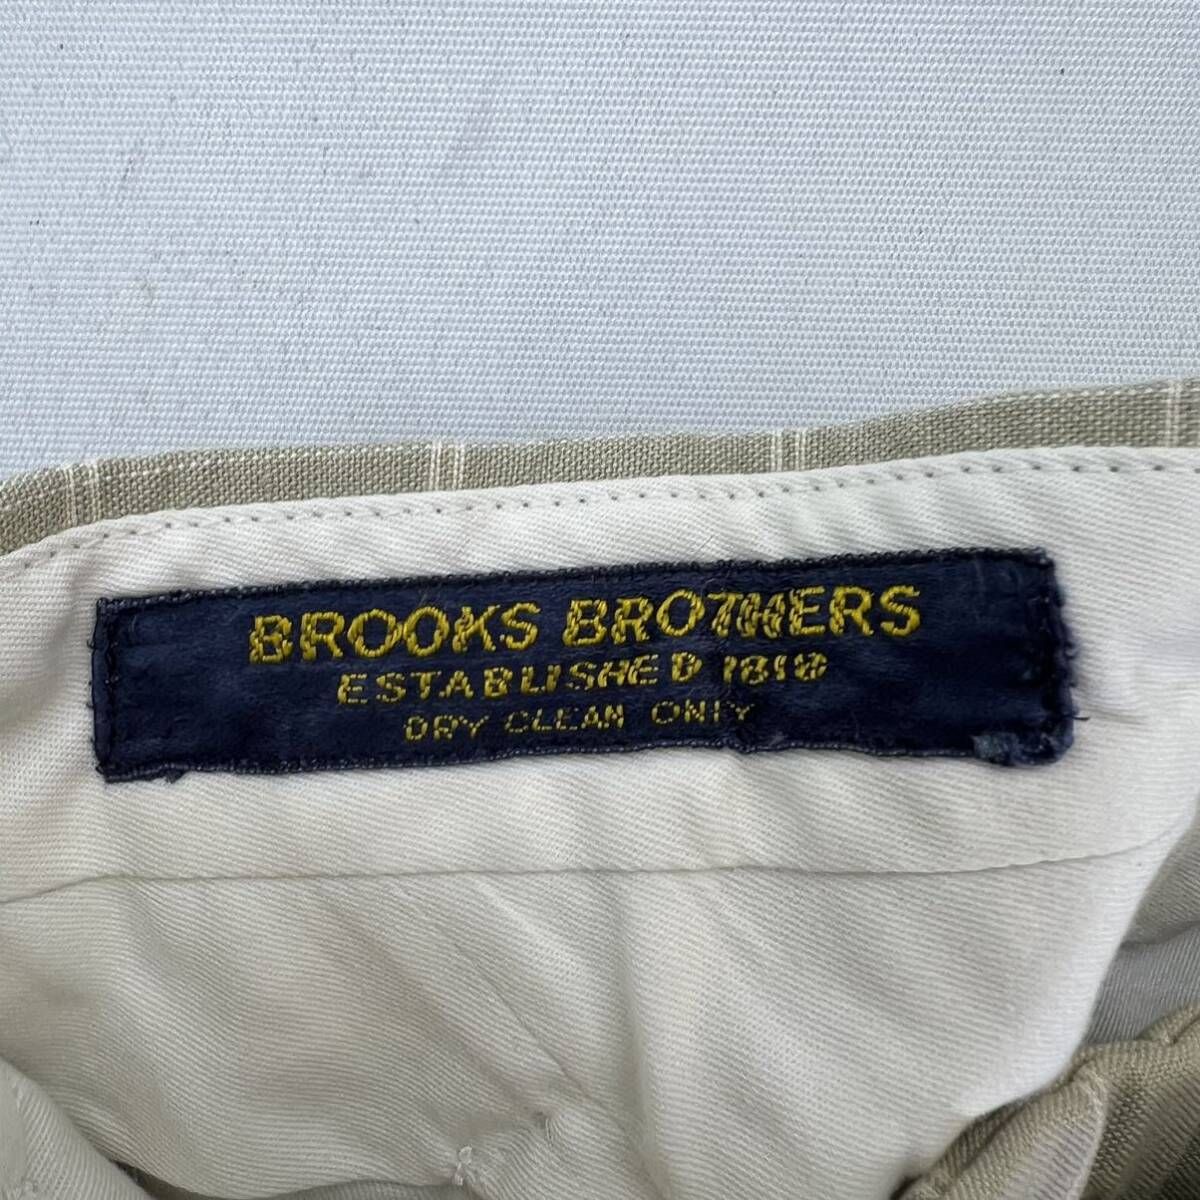 BROOKS BROTHERS
ESTABLISHED 1818
DRY CLEAN ONLY